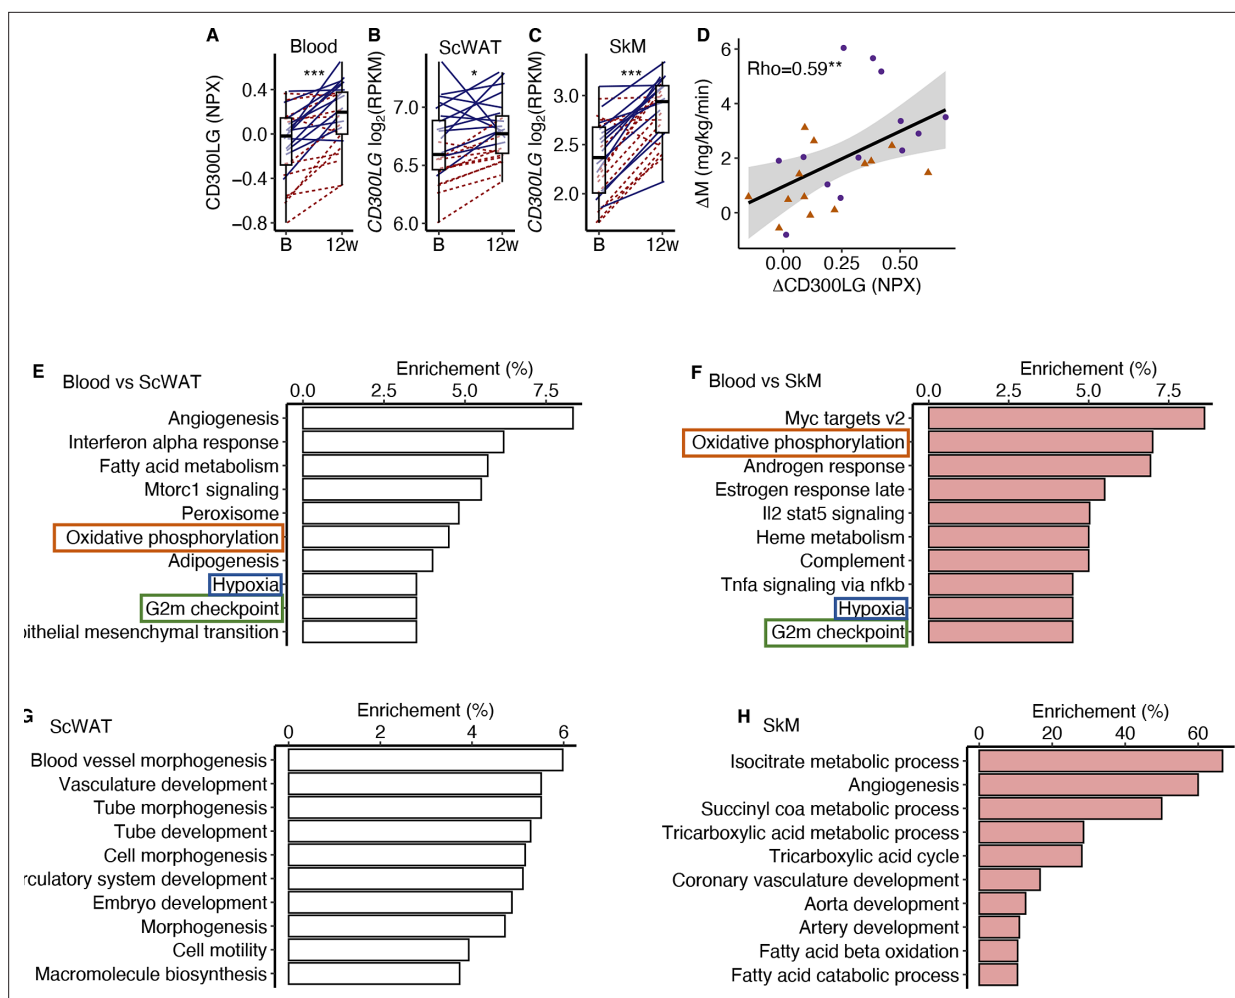 A Blood
CD300LG (NPX)
0.4
0.0
−0.4
−0.8
***
B 12w
B ScWAT
CD300LG log2(RPKM)
7.0
6.5
6.0
*
B 12w
C SkM
CD300LG log2(RPKM)
3.0
2.5
2.0
***
B 12w
D
Rho=0.59**
ΔM (mg/kg/min)
6
4
2
0
0.00 0.25 0.50
ΔCD300LG (NPX)
E Blood vs ScWAT
Enrichement (%)
0.0 2.5 5.0 7.5
Angiogenesis
Interferon alpha response
Fatty acid metabolism
Mtorc1 signaling
Peroxisome
Oxidative phosphorylation
Adipogenesis
Hypoxia
G2m checkpoint
ithelial mesenchymal transition
F Blood vs SkM
Enrichement (%)
0.0 2.5 5.0 7.5
Myc targets v2
Oxidative phosphorylation
Androgen response
Estrogen response late
Il2 stat5 signaling
Heme metabolism
Complement
Tnfa signaling via nfkb
Hypoxia
G2m checkpoint
G ScWAT
Enrichement (%)
0 2 4 6
Blood vessel morphogenesis
Vasculature development
Tube morphogenesis
Tube development
Cell morphogenesis
rculatory system development
Embryo development
Morphogenesis
Cell motility
Macromolecule biosynthesis
H SkM
Enrichement (%)
0 20 40 60
Isocitrate metabolic process
Angiogenesis
Succinyl coa metabolic process
Tricarboxylic acid metabolic process
Tricarboxylic acid cycle
Coronary vasculature development
Aorta development
Artery development
Fatty acid beta oxidation
Fatty acid catabolic process